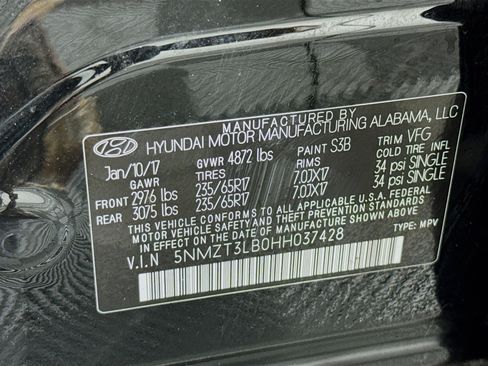 MANUFACTURED BY
HYUNDAI MOTOR MANUFACTURING ALABAMA, LLC
Jan/10/17 GVWR 4872 lbs PAINT S3B TRIM VFG
GAWR TIRES RIMS COLD TIRE INFL
FRONT 2976 lbs 235/65R17 7.0JX17 34 psi SINGLE
REAR 3075 lbs 235/65R17 7.0JX17 34 psi SINGLE
THIS VEHICLE CONFORMS TO ALL APPLICABLE U.S.A. FEDERAL
MOTOR VEHICLE SAFETY AND BUMPER STANDARDS IN
EFFECT ON THE DATE OF MANUFACTURE SHOWN ABOVE.
V.I.N 5NMZT3LB0HH037428 TYPE: MPV